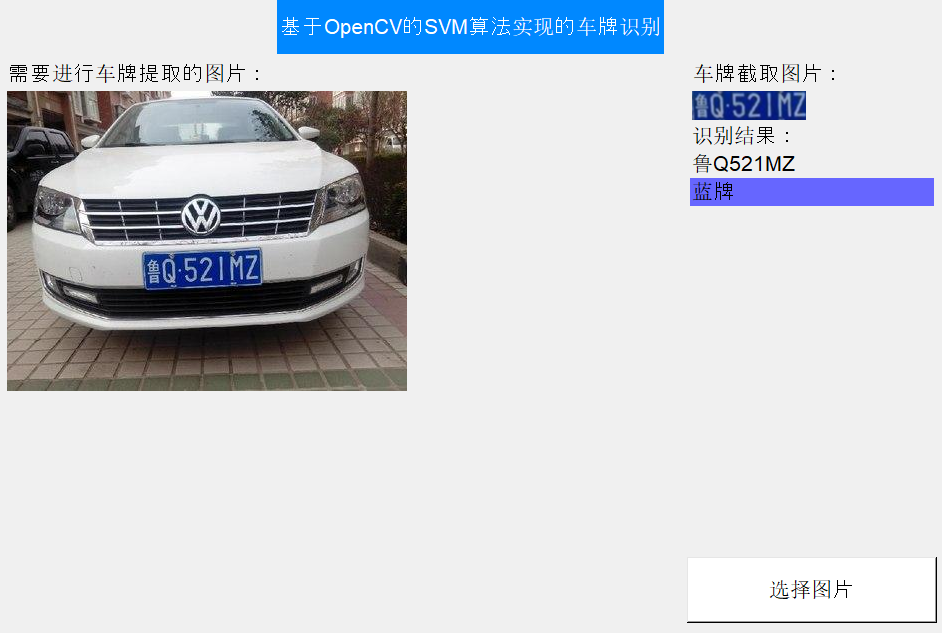 基于OpenCV的SVM算法实现的车牌识别
需要进行车牌提取的图片：
鲁Q·521MZ
车牌截取图片：
鲁Q·521MZ
识别结果：
鲁Q521MZ
蓝牌
选择图片